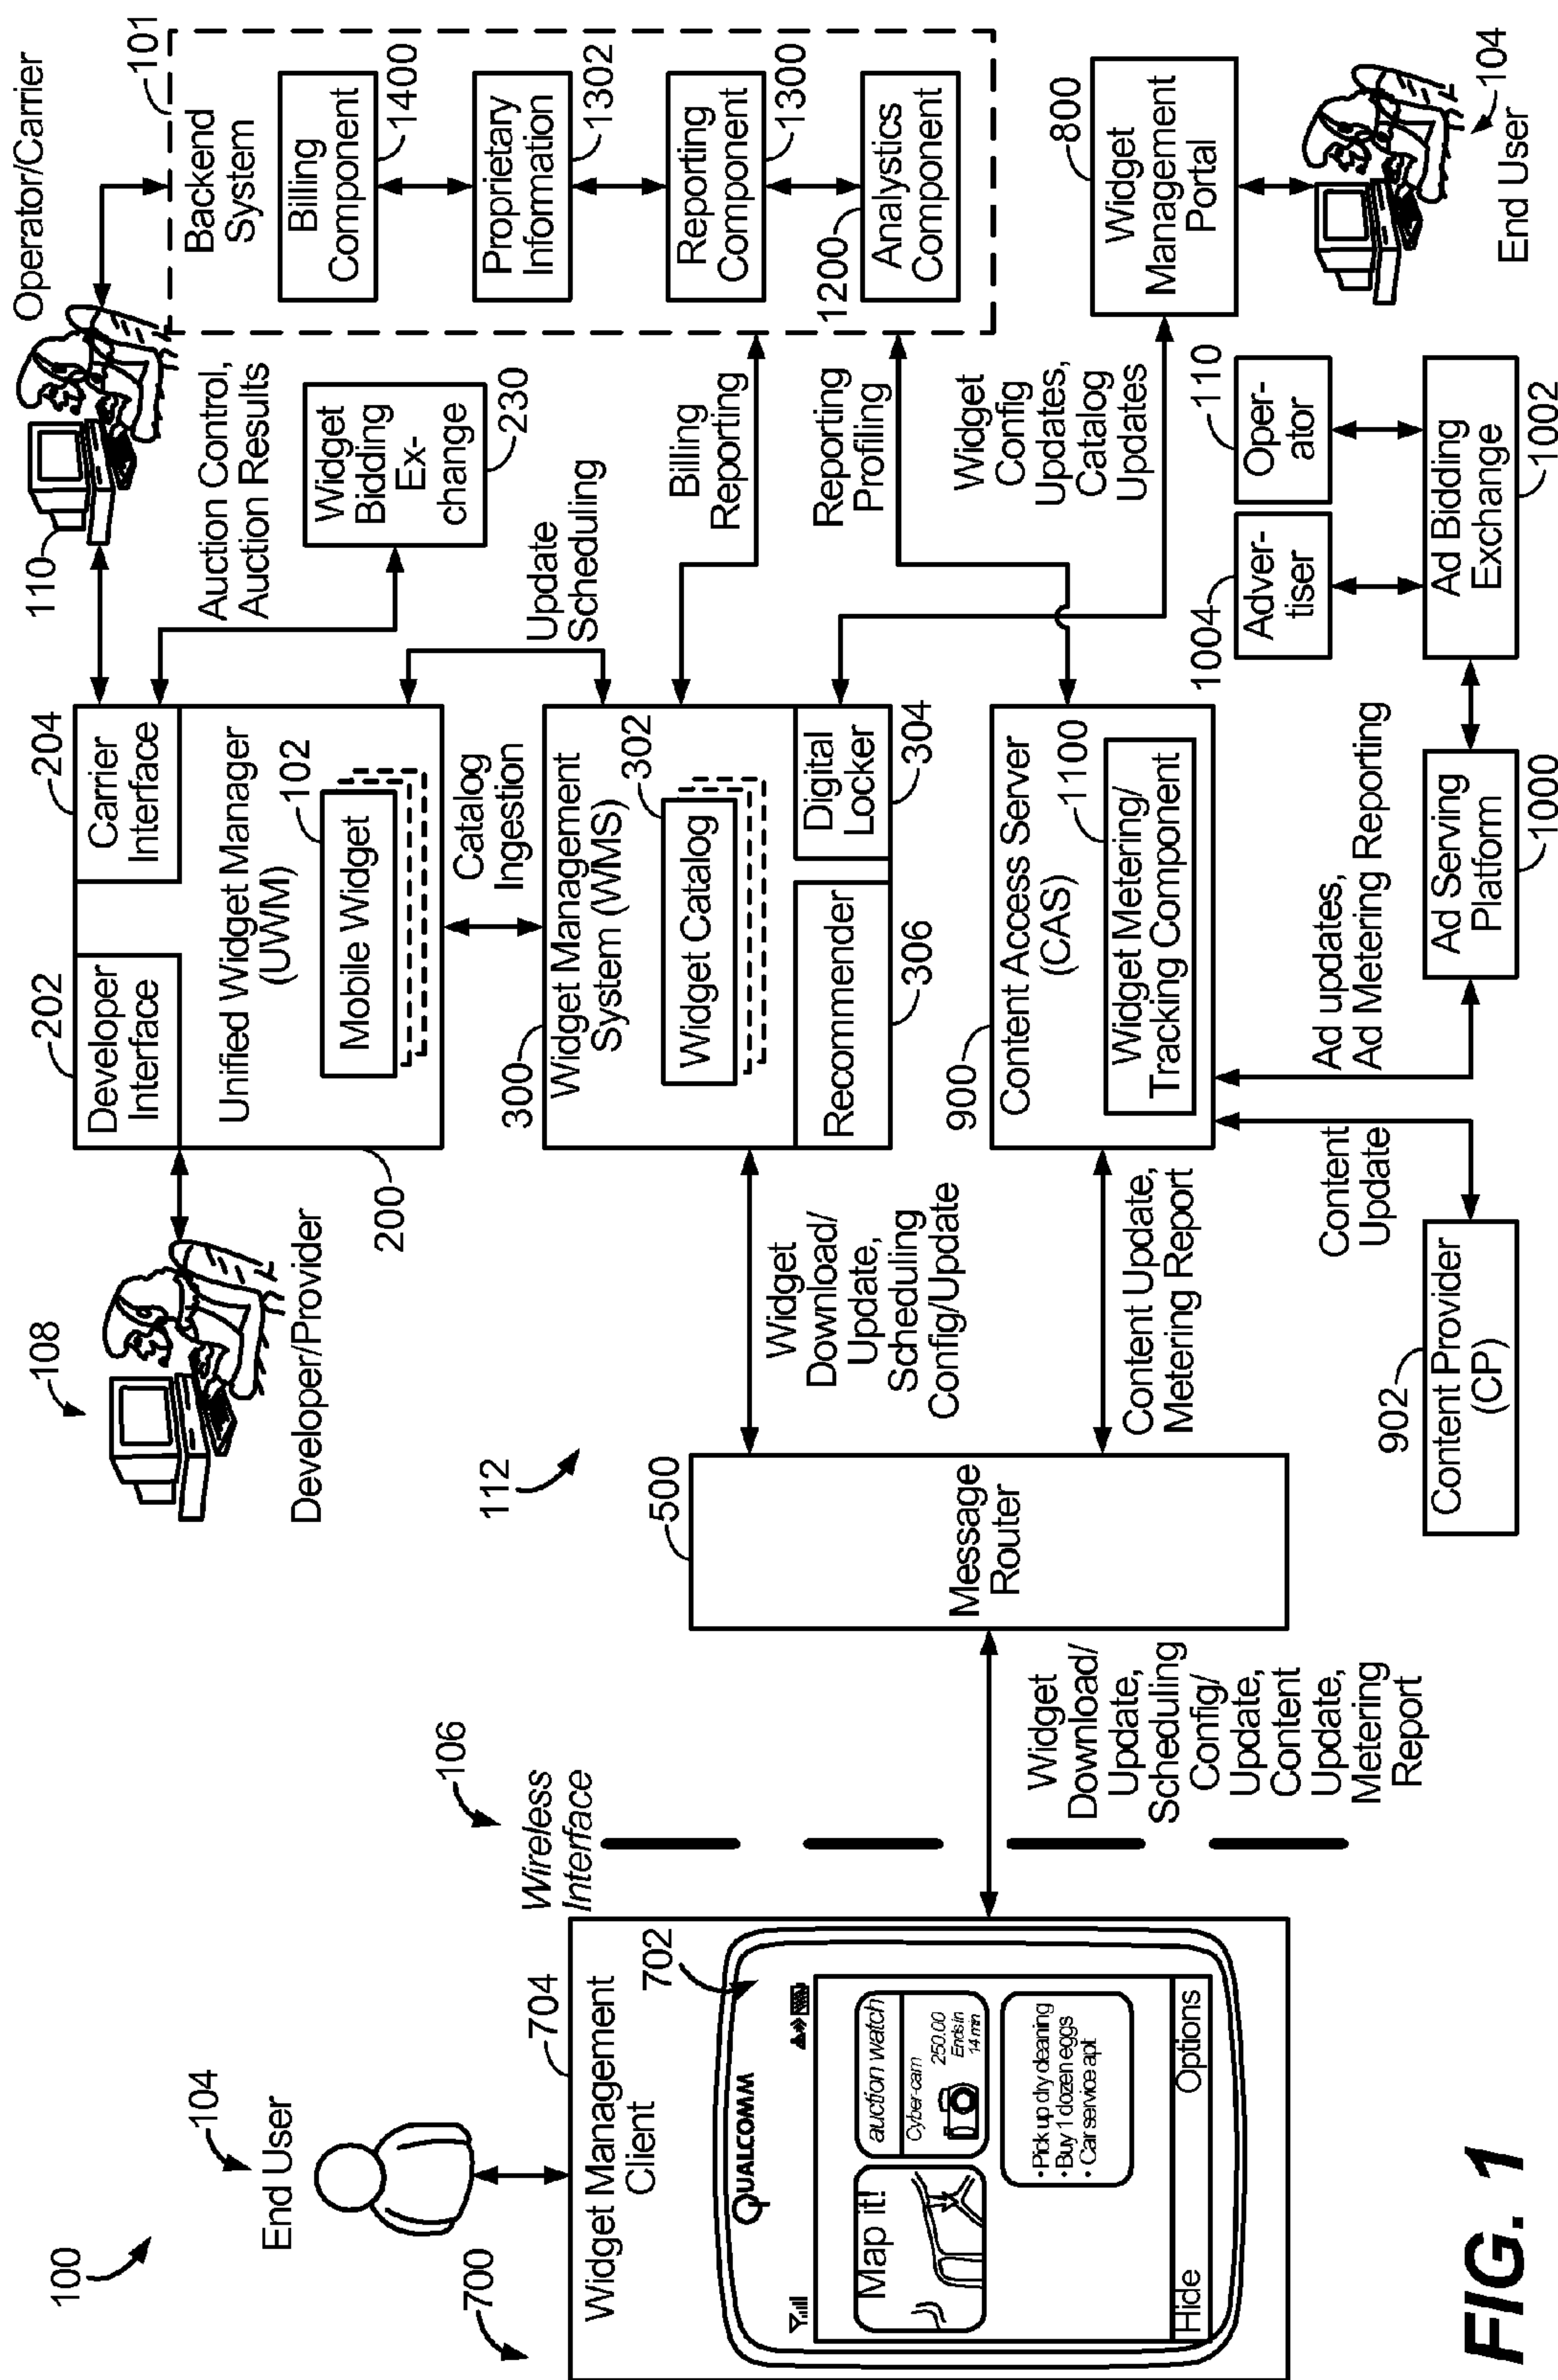 100
104
End User
700
704
Widget Management
Client
702
QUALCOMM
Map it!
auction watch
Cyber-cam
250.00
Ends in
14 min
•Pick up dry cleaning
•Buy 1 dozen eggs
•Car service apt
Hide
Options
106
Wireless
Interface
Widget
Download/
Update,
Scheduling
Config/
Update,
Content
Update,
Metering
Report
112
500
Message
Router
108
Developer/Provider
200
202
Developer
Interface
204
Carrier
Interface
Unified Widget Manager
(UWM)
102
Mobile Widget
110
Operator/Carrier
Auction Control,
Auction Results
Widget
Bidding
Ex-
change
230
Update
Scheduling
Catalog
Ingestion
300
Widget Management
System (WMS)
302
Widget Catalog
Recommender
306
Digital
Locker
304
Widget
Download/
Update,
Scheduling
Config/Update
Content Update,
Metering Report
900
Content Access Server
(CAS)
1100
Widget Metering/
Tracking Component
Content
Update
902
Content Provider
(CP)
Ad updates,
Ad Metering Reporting
Ad Serving
Platform
1000
Ad Bidding
Exchange
1002
1004
Adver-
tiser
110
Oper-
ator
101
Backend
System
Billing
Component
1400
Proprietary
Information
1302
Reporting
Component
1300
1200
Analystics
Component
Billing
Reporting
Reporting
Profiling
Widget
Config
Updates,
Catalog
Updates
800
Widget
Management
Portal
104
End User
FIG. 1